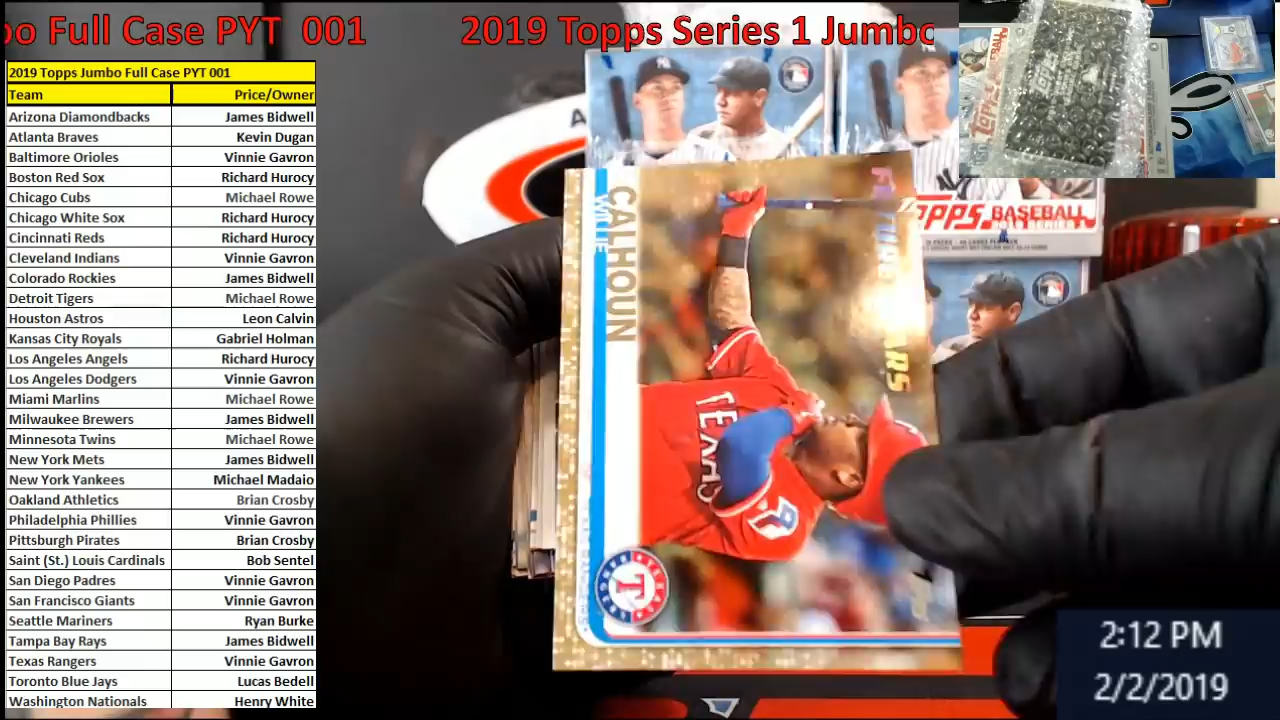 oo Full Case PYT 001 2019 Topps Series 1 Jumbo
2019 Topps Jumbo Full Case PYT 001
Team Price/Owner
Arizona Diamondbacks James Bidwell
Atlanta Braves Kevin Dugan
Baltimore Orioles Vinnie Gavron
Boston Red Sox Richard Hurocy
Chicago Cubs Michael Rowe
Chicago White Sox Richard Hurocy
Cincinnati Reds Richard Hurocy
Cleveland Indians Vinnie Gavron
Colorado Rockies James Bidwell
Detroit Tigers Michael Rowe
Houston Astros Leon Calvin
Kansas City Royals Gabriel Holman
Los Angeles Angels Richard Hurocy
Los Angeles Dodgers Vinnie Gavron
Miami Marlins Michael Rowe
Milwaukee Brewers James Bidwell
Minnesota Twins Michael Rowe
New York Mets James Bidwell
New York Yankees Michael Madaio
Oakland Athletics Brian Crosby
Philadelphia Phillies Vinnie Gavron
Pittsburgh Pirates Brian Crosby
Saint (St.) Louis Cardinals Bob Sentel
San Diego Padres Vinnie Gavron
San Francisco Giants Vinnie Gavron
Seattle Mariners Ryan Burke
Tampa Bay Rays James Bidwell
Texas Rangers Vinnie Gavron
Toronto Blue Jays Lucas Bedell
Washington Nationals Henry White
WILLIE
CALHOUN
TEXAS
TOPPS BASEBALL
2:12 PM
2/2/2019